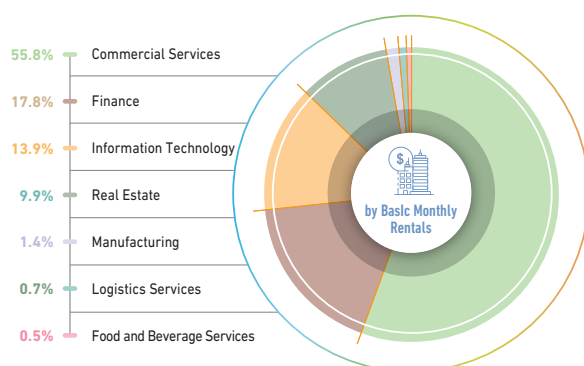 55.8% Commercial Services
17.8% Finance
13.9% Information Technology
9.9% Real Estate
1.4% Manufacturing
0.7% Logistics Services
0.5% Food and Beverage Services
$
by Basic Monthly
Rentals